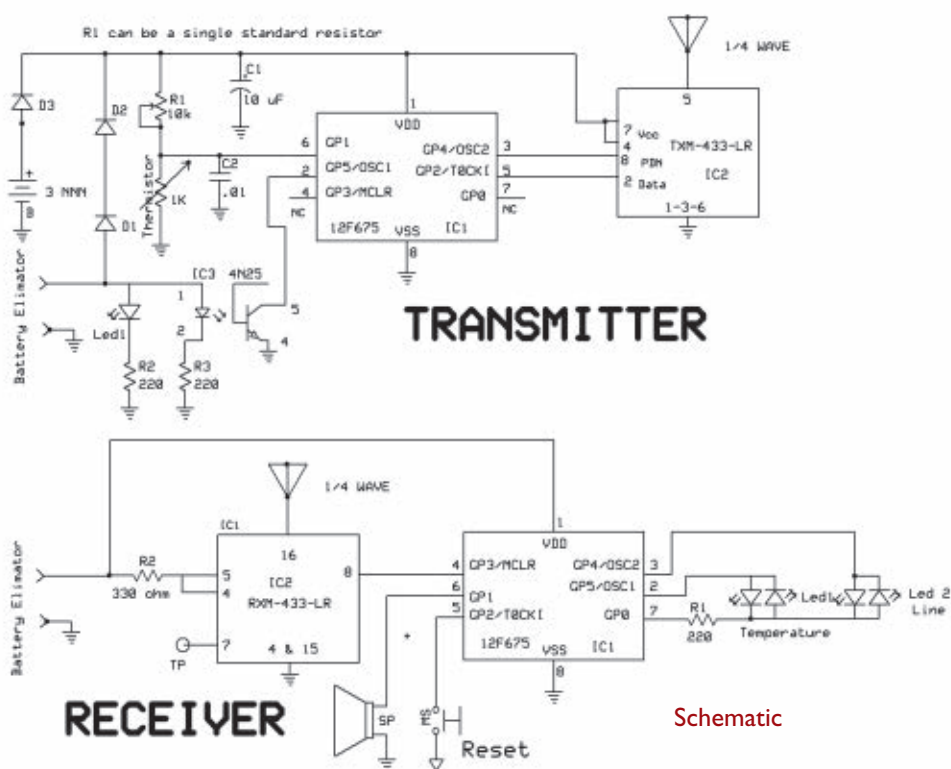 R1 can be a single standard resistor
1/4 WAVE
D3
D2
R1
10k
C1
10 uF
+
3 NNN
B
D1
Thermistor
1K
C2
.01
1
VDD
6 GP1
2 GP5/OSC1
4 GP3/MCLR
NC
GP4/OSC2 3
GP2/T0CKI 5
GP0 7
NC
12F675 IC1
VSS
8
5
7 Vcc
4
8 PDN
2 Data
TXM-433-LR
IC2
1-3-6
Battery Elimator
IC3 4N25
1
2
5
4
Led1
R2
220
R3
220
TRANSMITTER
1/4 WAVE
IC1
16
IC2
RXM-433-LR
5
4
7
8
4 & 15
Battery Elimator
R2
330 ohm
TP
1
VDD
4 GP3/MCLR
6 GP1
5 GP2/T0CKI
GP4/OSC2 3
GP5/OSC1 2
GP0 7
12F675 IC1
VSS
8
R1
220
Led1
Temperature
Led 2
Line
+
SP
MS
Reset
RECEIVER
Schematic